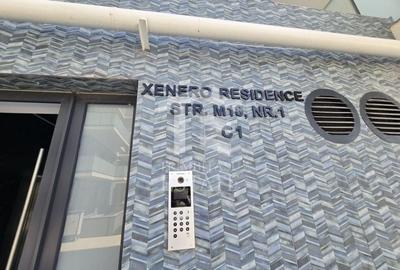 XENERO RESIDENCE
STR. M18, NR.1
C1